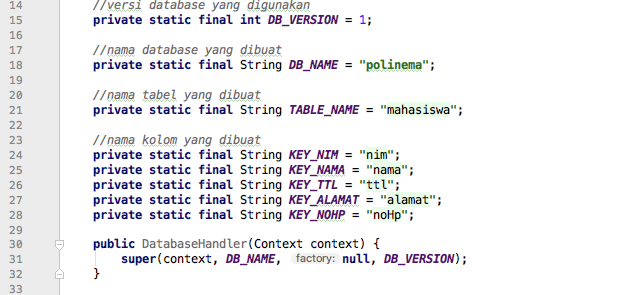 14 //versi database yang digunakan
15 private static final int DB_VERSION = 1;
16
17 //nama database yang dibuat
18 private static final String DB_NAME = "polinema";
19
20 //nama tabel yang dibuat
21 private static final String TABLE_NAME = "mahasiswa";
22
23 //nama kolom yang dibuat
24 private static final String KEY_NIM = "nim";
25 private static final String KEY_NAMA = "nama";
26 private static final String KEY_TTL = "ttl";
27 private static final String KEY_ALAMAT = "alamat";
28 private static final String KEY_NOHP = "noHp";
29
30 public DatabaseHandler(Context context) {
31 super(context, DB_NAME, factory: null, DB_VERSION);
32 }
33